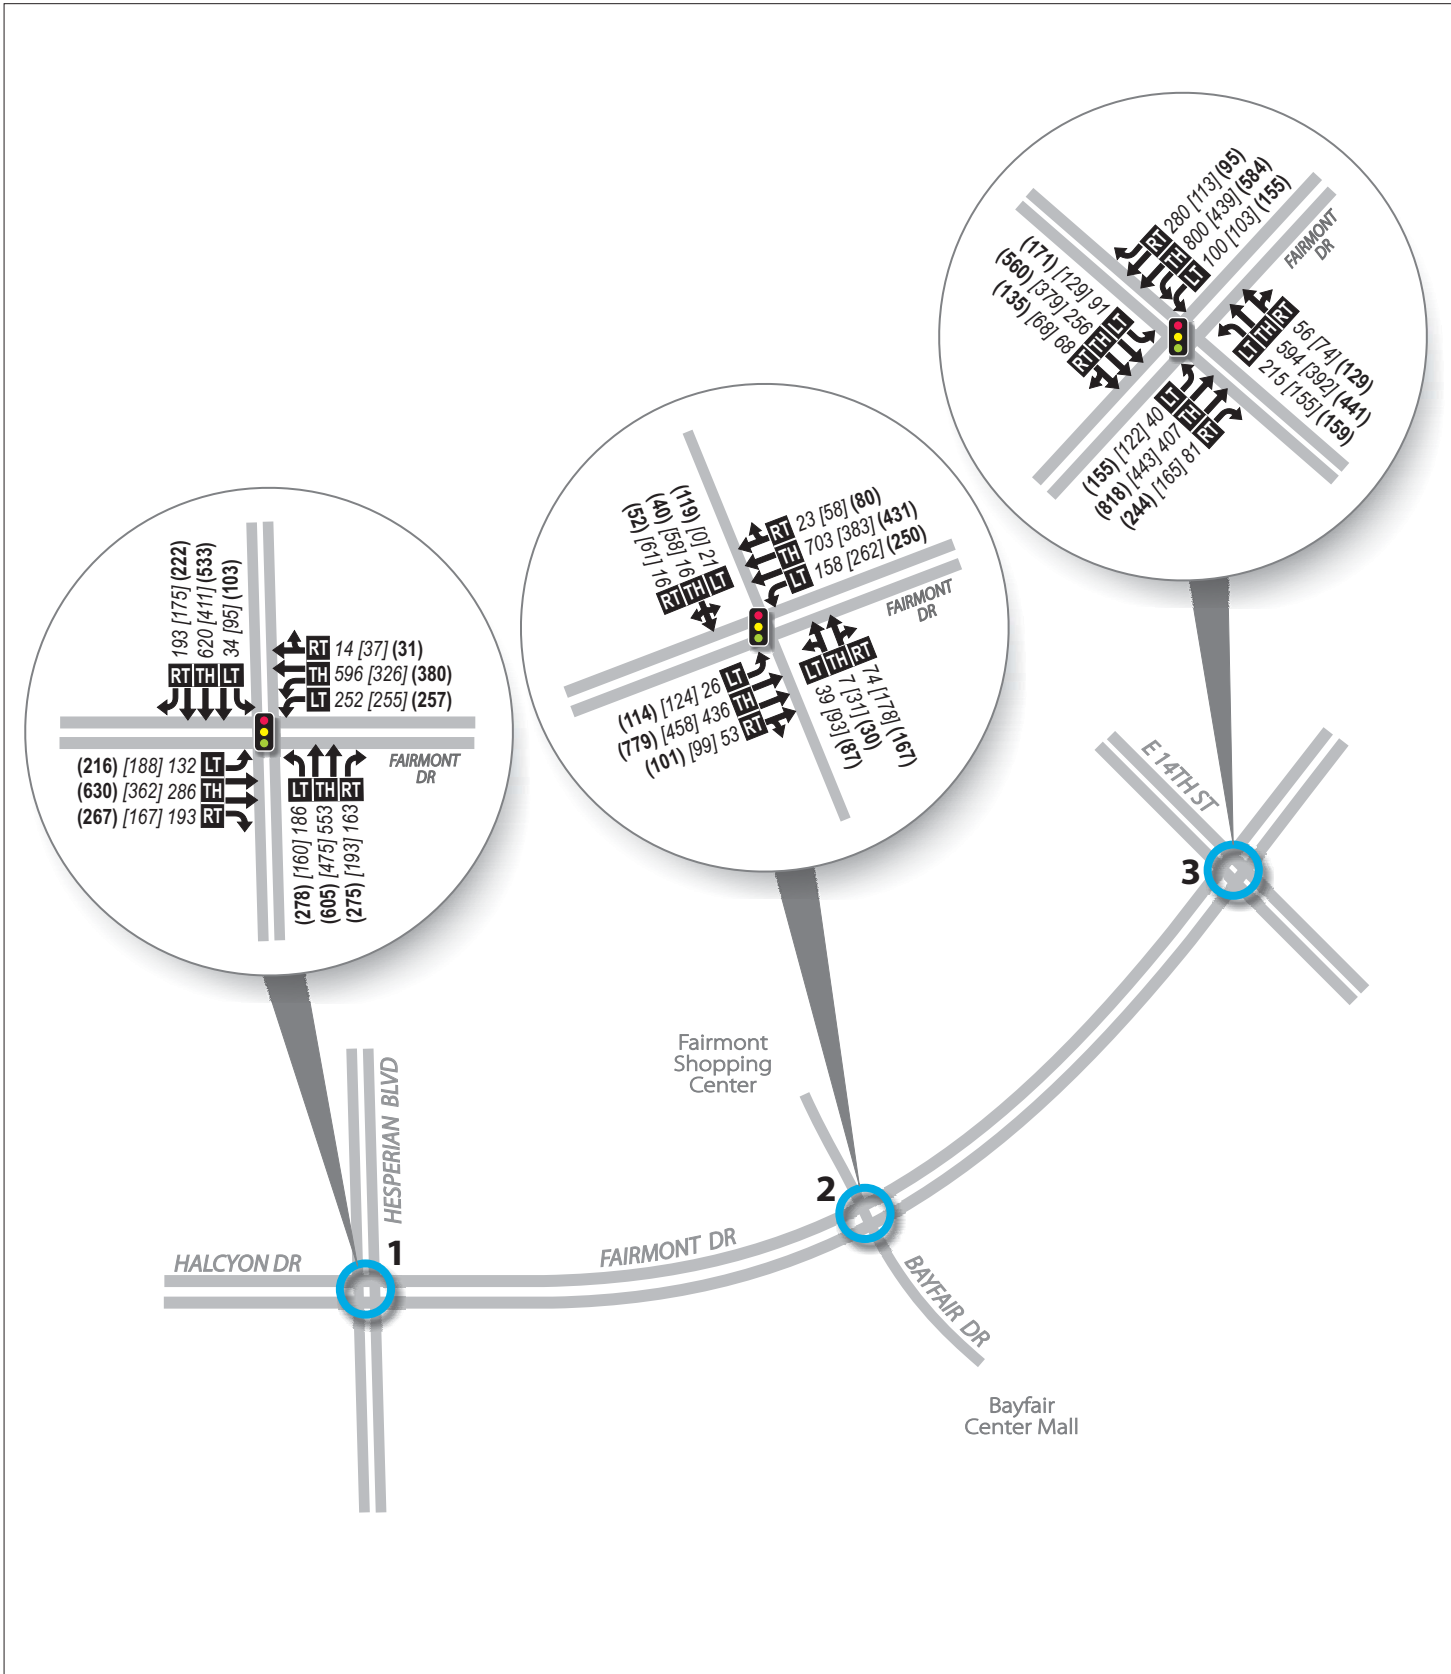 RT 280 [113] (95)
TH 800 [439] (584)
LT 100 [103] (155)
FAIRMONT
DR
(171) [129] 91 LT
(560) [379] 256 TH
(135) [68] 68 RT
RT 56 [74] (129)
TH 594 [392] (441)
LT 215 [155] (159)
(155) [122] 40 LT
(818) [443] 407 TH
(244) [165] 81 RT
(119) [0] 21 LT
(40) [58] 16 TH
(52) [61] 16 RT
RT 23 [58] (80)
TH 703 [383] (431)
LT 158 [262] (250)
FAIRMONT
DR
(114) [124] 26 LT
(779) [458] 436 TH
(101) [99] 53 RT
RT 74 [178] (167)
TH 7 [31] (30)
LT 39 [93] (87)
RT 193 [175] (222)
TH 620 [411] (533)
LT 34 [95] (103)
RT 14 [37] (31)
TH 596 [326] (380)
LT 252 [255] (257)
FAIRMONT
DR
(216) [188] 132 LT
(630) [362] 286 TH
(267) [167] 193 RT
(278) [160] 186 LT
(605) [475] 553 TH
(275) [193] 163 RT
E 14TH ST
3
Fairmont
Shopping
Center
HESPERIAN BLVD
2
1
HALCYON DR
FAIRMONT DR
BAYFAIR DR
Bayfair
Center Mall